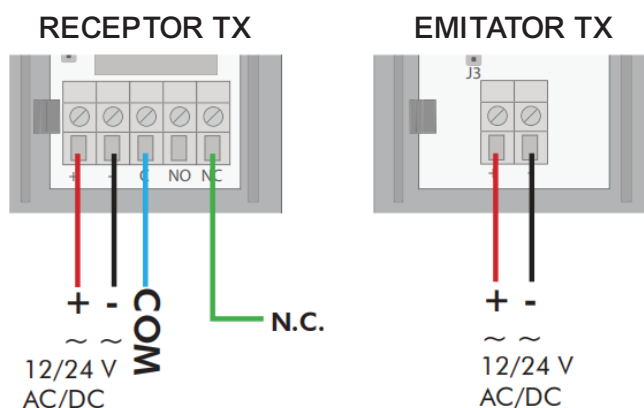 RECEPTOR TX
EMITATOR TX
J3
+ - C NO NC
+ -
+ - COM
~ ~
12/24 V
AC/DC
N.C.
+ -
~ ~
12/24 V
AC/DC